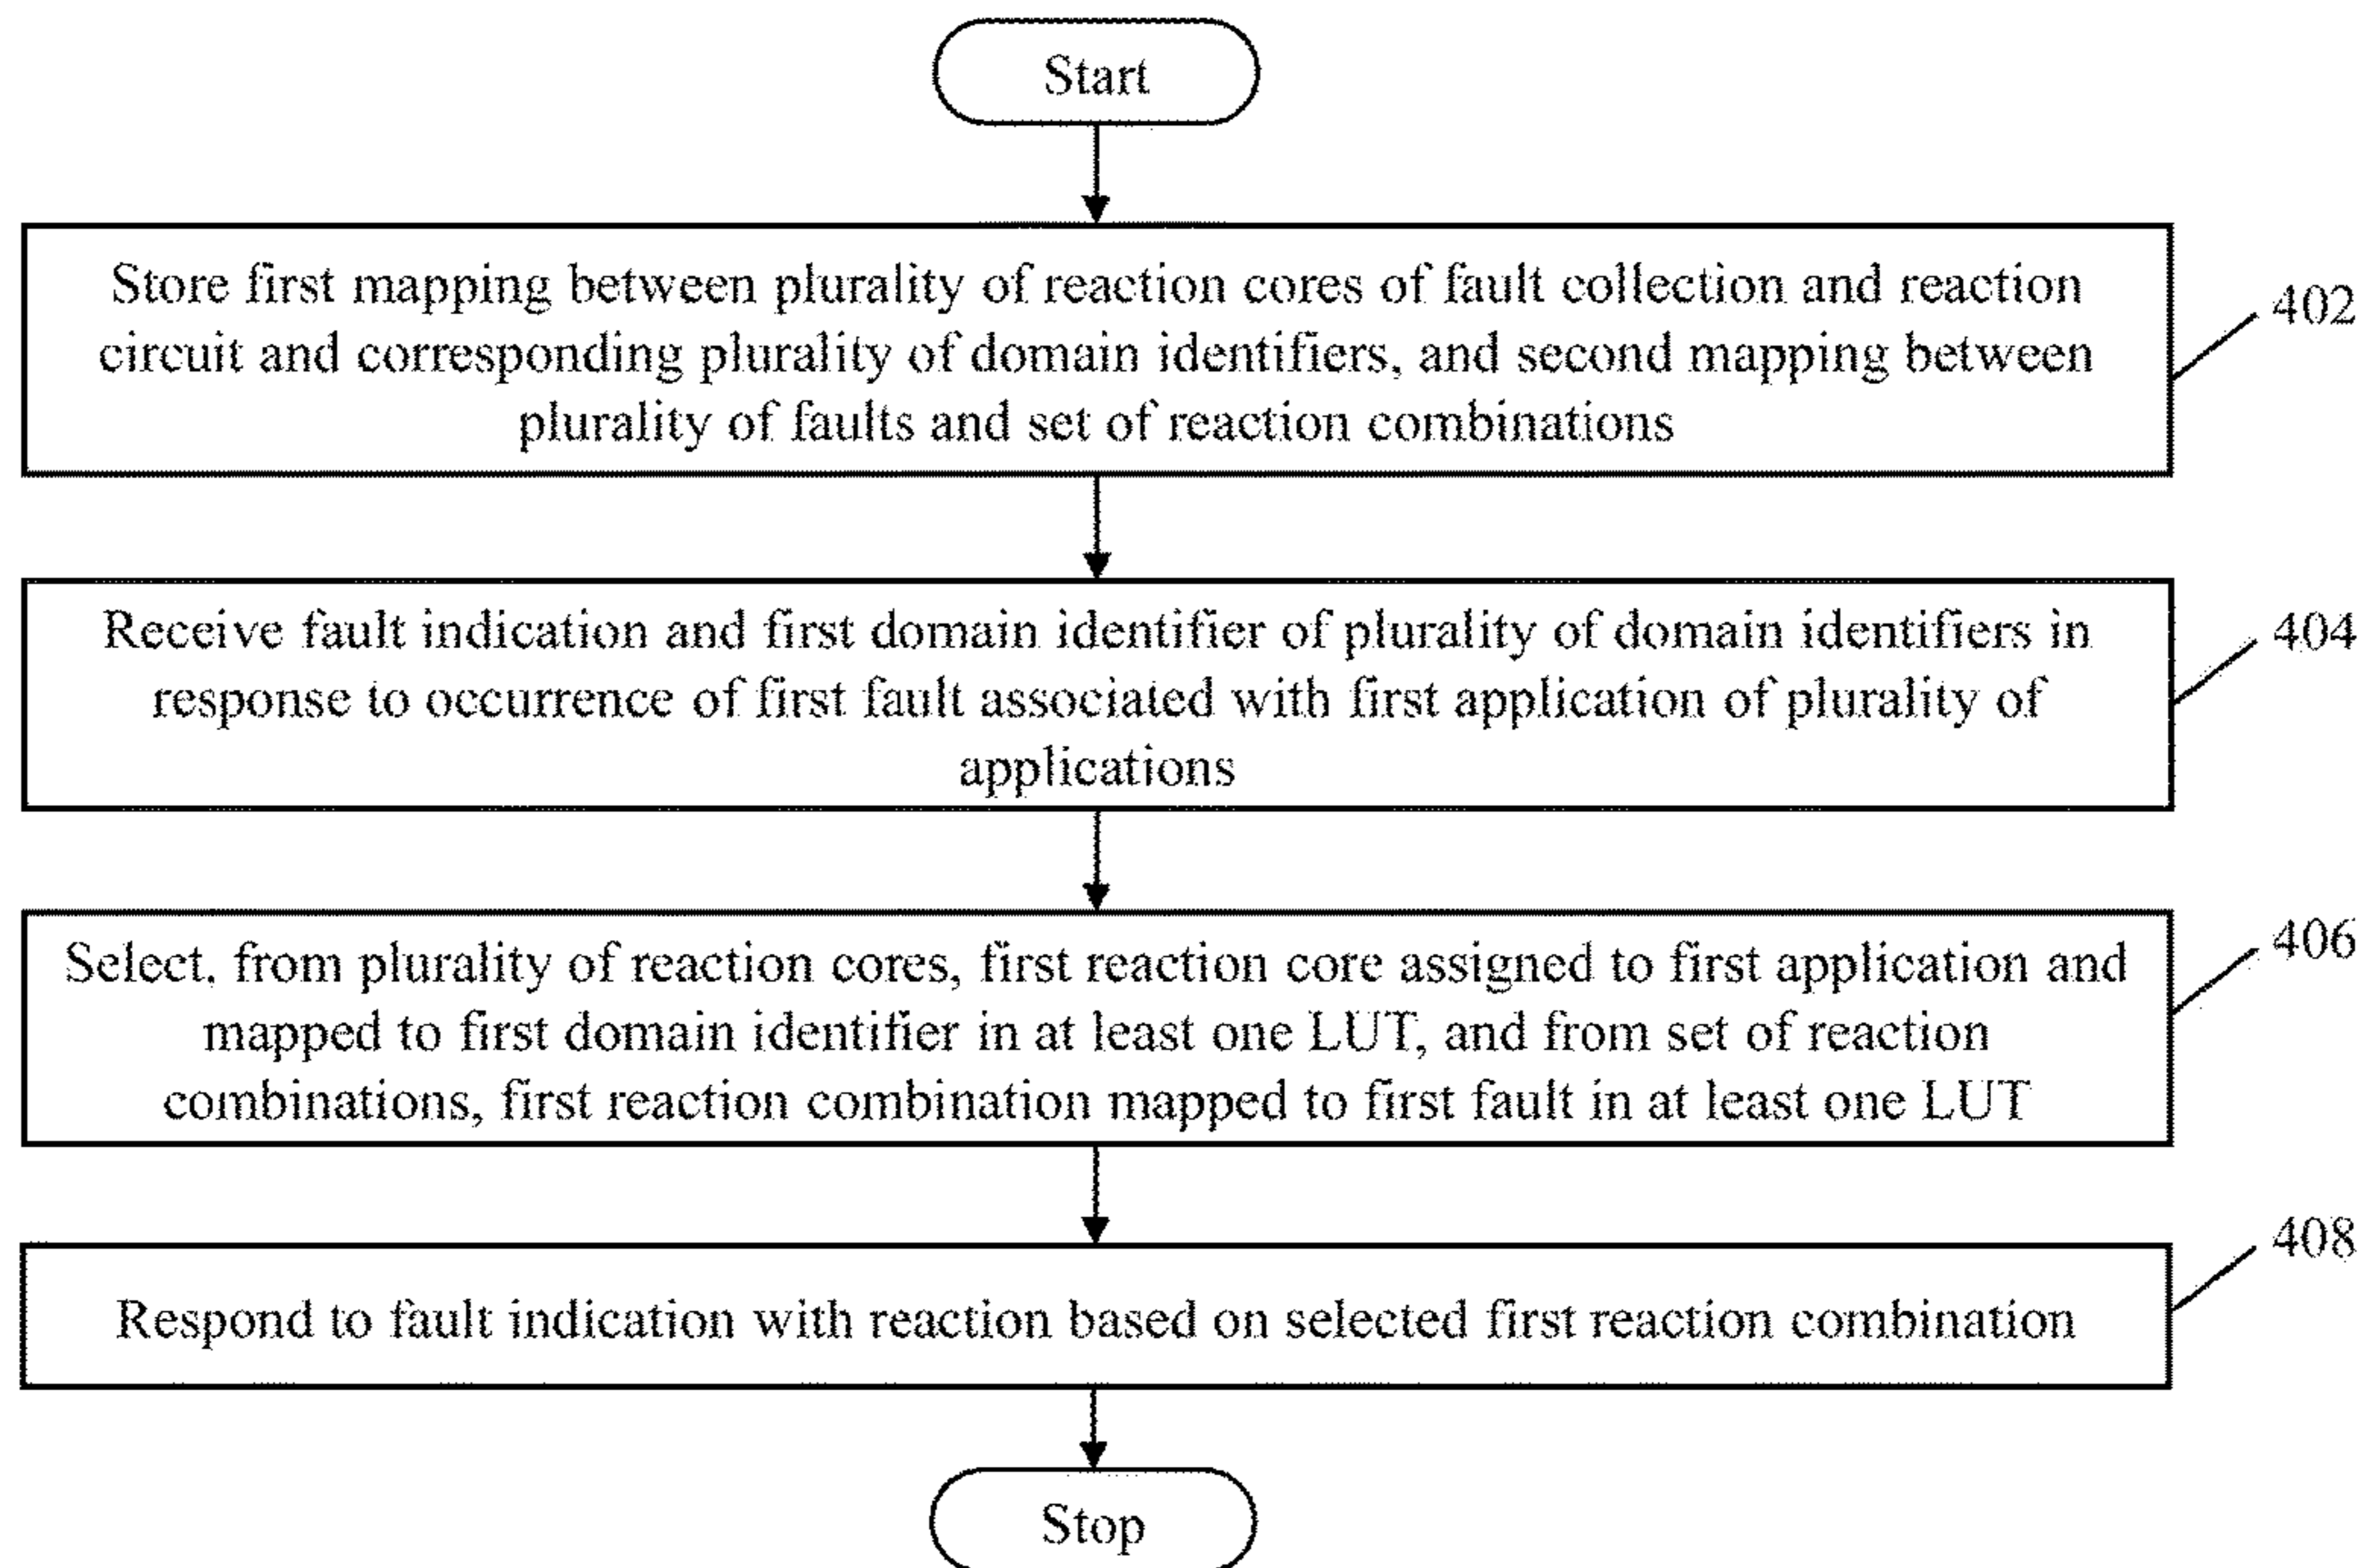 Start
Store first mapping between plurality of reaction cores of fault collection and reaction
circuit and corresponding plurality of domain identifiers, and second mapping between
plurality of faults and set of reaction combinations
402
Receive fault indication and first domain identifier of plurality of domain identifiers in
response to occurrence of first fault associated with first application of plurality of
applications
404
Select, from plurality of reaction cores, first reaction core assigned to first application and
mapped to first domain identifier in at least one LUT, and from set of reaction
combinations, first reaction combination mapped to first fault in at least one LUT
406
Respond to fault indication with reaction based on selected first reaction combination
408
Stop